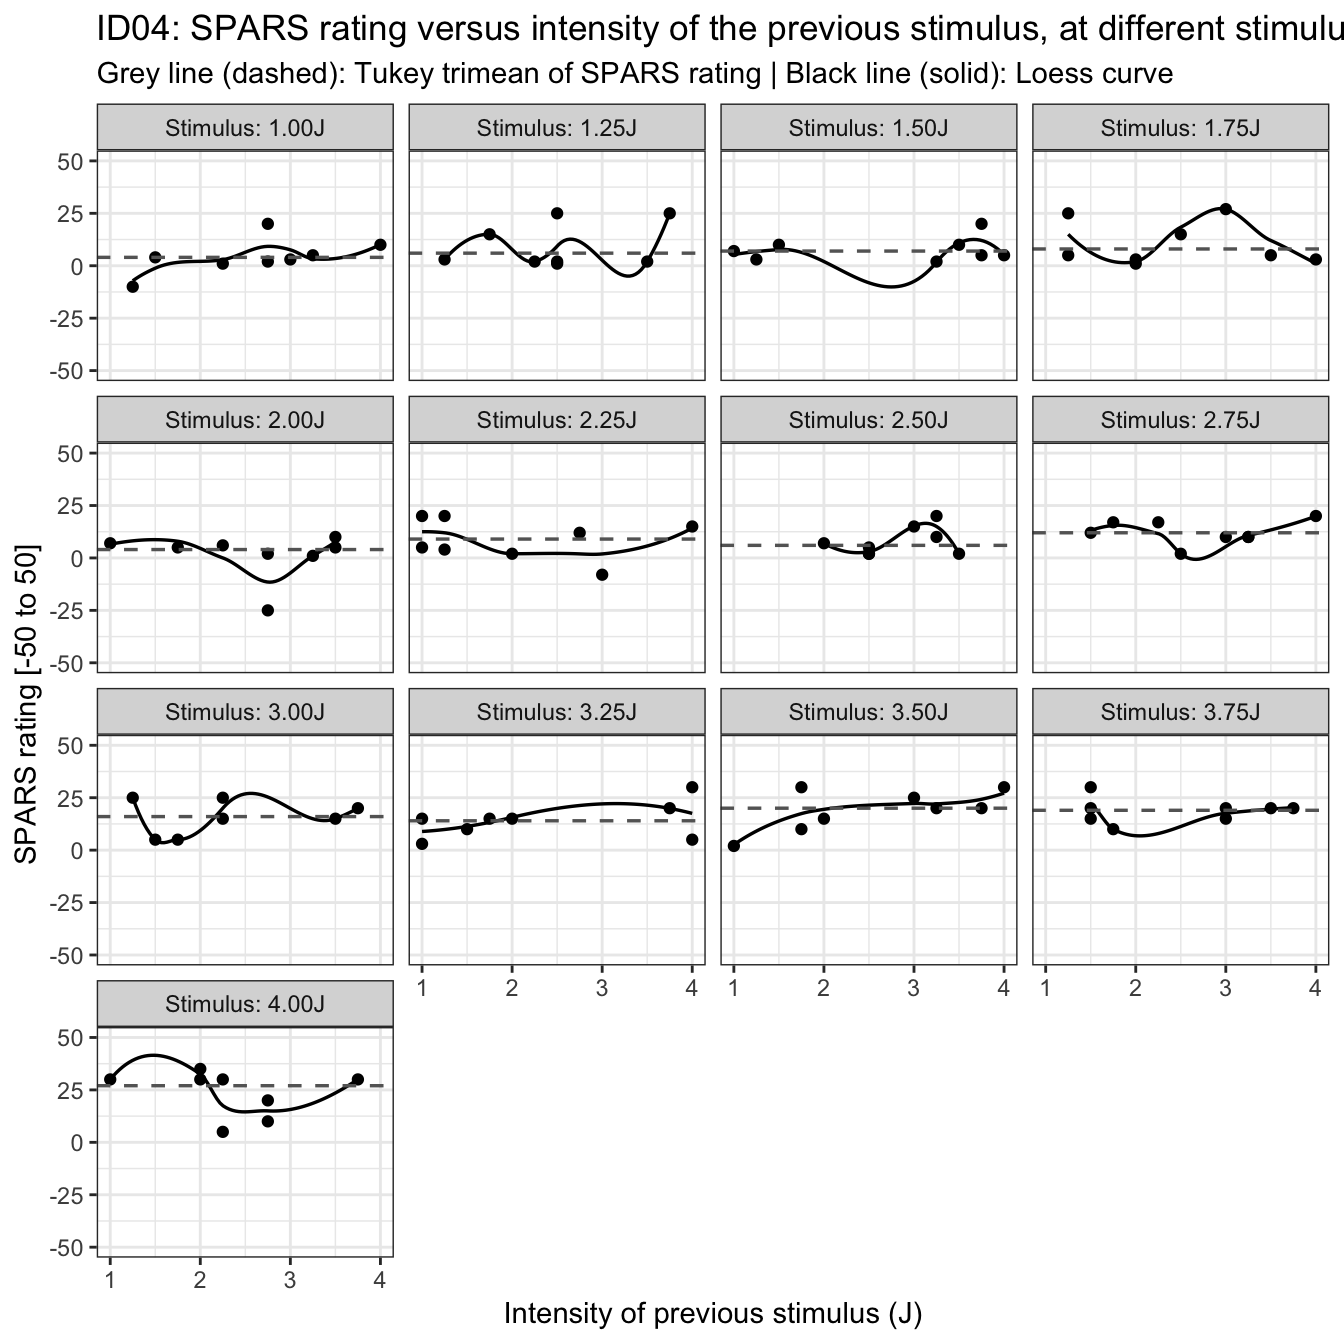 ID04: SPARS rating versus intensity of the previous stimulus, at different stimulu
Grey line (dashed): Tukey trimean of SPARS rating | Black line (solid): Loess curve
Stimulus: 1.00J
Stimulus: 1.25J
Stimulus: 1.50J
Stimulus: 1.75J
50
25
0
-25
-50
Stimulus: 2.00J
Stimulus: 2.25J
Stimulus: 2.50J
Stimulus: 2.75J
50
25
0
-25
-50
SPARS rating [-50 to 50]
Stimulus: 3.00J
Stimulus: 3.25J
Stimulus: 3.50J
Stimulus: 3.75J
50
25
0
-25
-50
1 2 3 4
1 2 3 4
1 2 3 4
Stimulus: 4.00J
50
25
0
-25
-50
1 2 3 4
Intensity of previous stimulus (J)